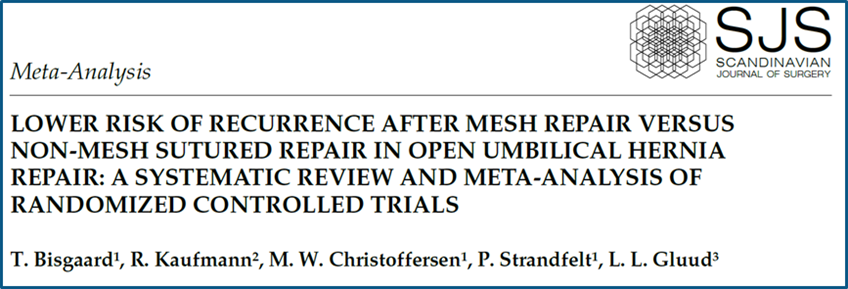 SJS
SCANDINAVIAN
JOURNAL OF SURGERY
Meta-Analysis
LOWER RISK OF RECURRENCE AFTER MESH REPAIR VERSUS
NON-MESH SUTURED REPAIR IN OPEN UMBILICAL HERNIA
REPAIR: A SYSTEMATIC REVIEW AND META-ANALYSIS OF
RANDOMIZED CONTROLLED TRIALS
T. Bisgaard¹, R. Kaufmann², M. W. Christoffersen¹, P. Strandfelt¹, L. L. Gluud³